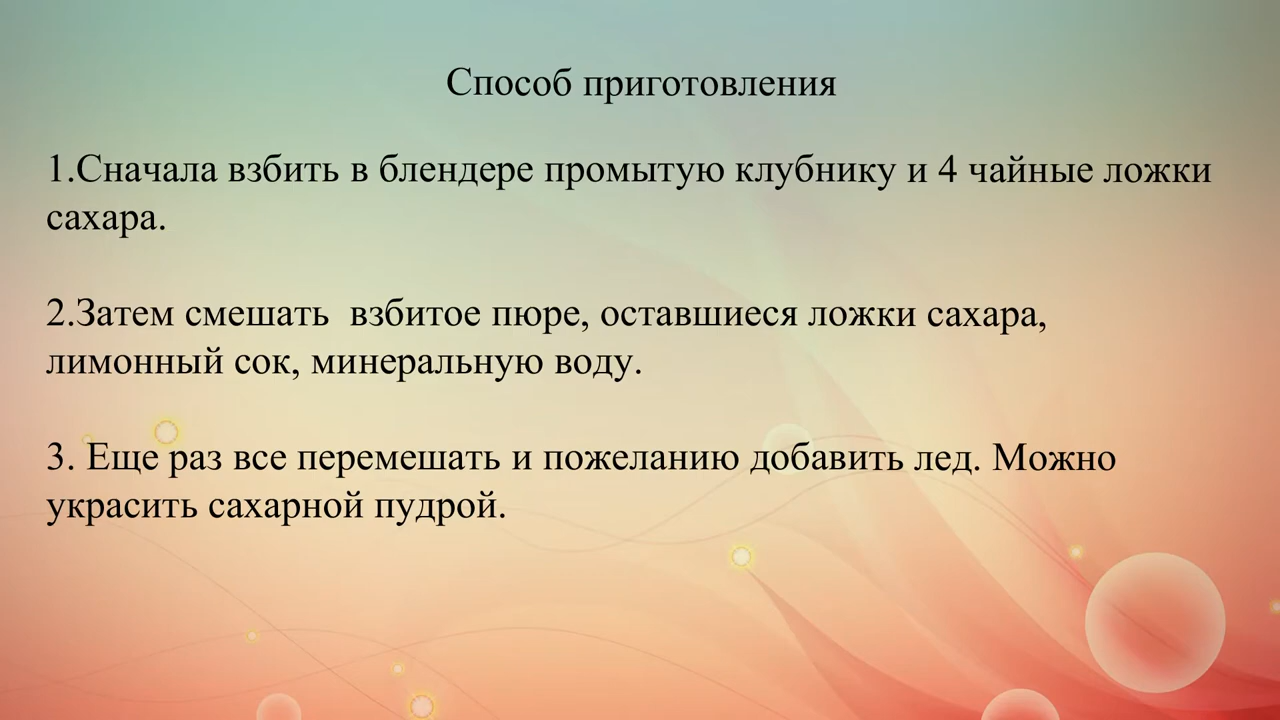 Способ приготовления
1.Сначала взбить в блендере промытую клубнику и 4 чайные ложки
сахара.
2.Затем смешать  взбитое пюре, оставшиеся ложки сахара,
лимонный сок, минеральную воду.
3. Еще раз все перемешать и пожеланию добавить лед. Можно
украсить сахарной пудрой.